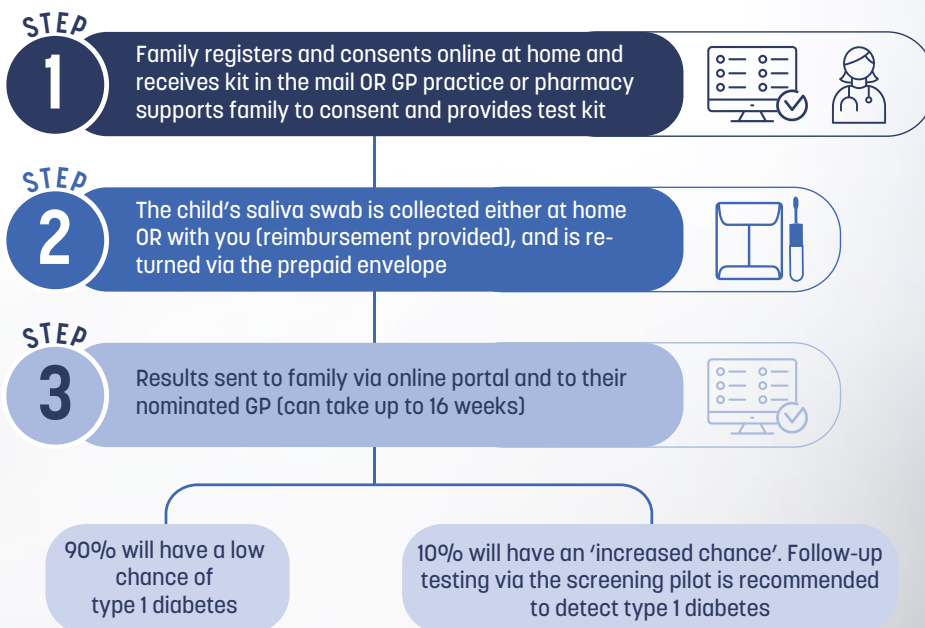 STEP
1
Family registers and consents online at home and
receives kit in the mail OR GP practice or pharmacy
supports family to consent and provides test kit
STEP
2
The child's saliva swab is collected either at home
OR with you (reimbursement provided), and is re-
turned via the prepaid envelope
STEP
3
Results sent to family via online portal and to their
nominated GP (can take up to 16 weeks)
90% will have a low
chance of
type 1 diabetes
10% will have an ‘increased chance’. Follow-up
testing via the screening pilot is recommended
to detect type 1 diabetes